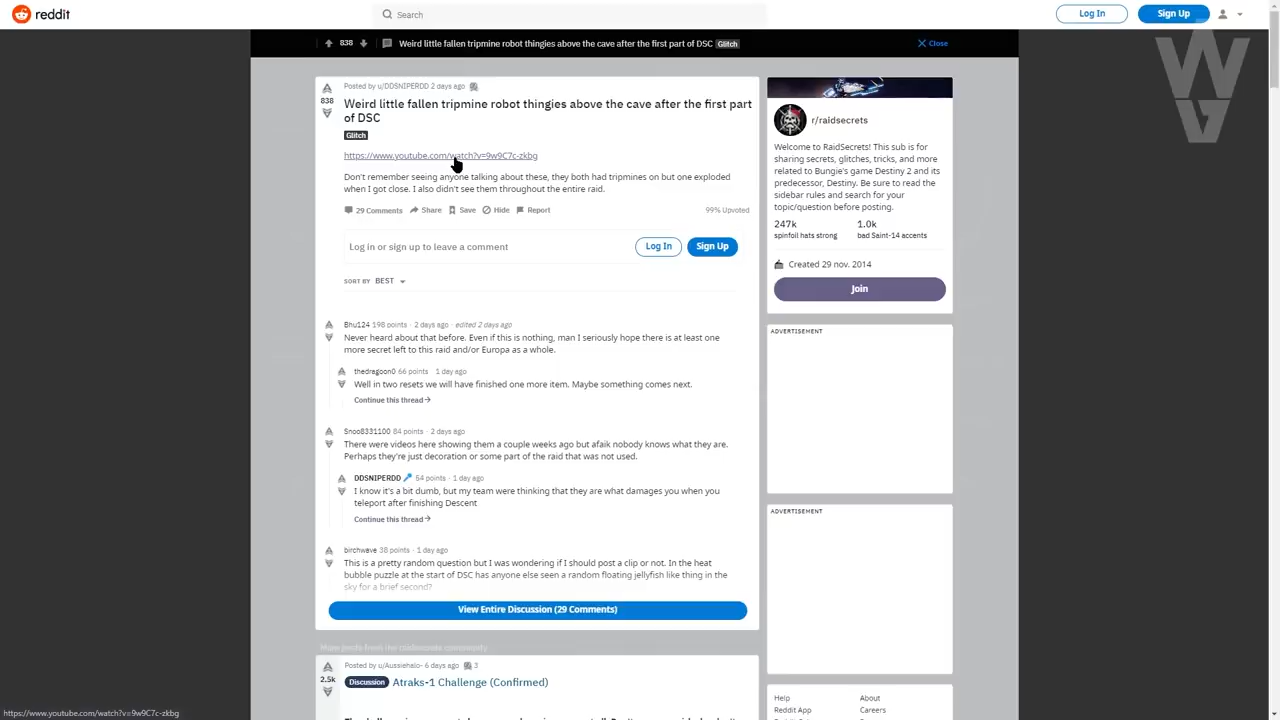 reddit
Search
Log In
Sign Up
838
Weird little fallen tripmine robot thingies above the cave after the first part of DSC Glitch
Close
Posted by u/DDSNIPERDD 2 days ago
838
Weird little fallen tripmine robot thingies above the cave after the first part
of DSC
Glitch
https://www.youtube.com/watch?v=9w9C7c-zkbg
Don't remember seeing anyone talking about these, they both had tripmines on but one exploded
when I got close. I also didn't see them throughout the entire raid.
29 Comments Share Save Hide Report
99% Upvoted
Log in or sign up to leave a comment
Log In
Sign Up
SORT BY BEST
Bhu124 198 points · 2 days ago · edited 2 days ago
Never heard about that before. Even if this is nothing, man I seriously hope there is at least one
more secret left to this raid and/or Europa as a whole.
thedragoon0 66 points · 1 day ago
Well in two resets we will have finished one more item. Maybe something comes next.
Continue this thread
Snoo8331100 84 points · 2 days ago
There were videos here showing them a couple weeks ago but afaik nobody knows what they are.
Perhaps they're just decoration or some part of the raid that was not used.
DDSNIPERDD 54 points · 1 day ago
I know it's a bit dumb, but my team were thinking that they are what damages you when you
teleport after finishing Descent
Continue this thread
birchwave 38 points · 1 day ago
This is a pretty random question but I was wondering if I should post a clip or not. In the heat
bubble puzzle at the start of DSC has anyone else seen a random floating jellyfish like thing in the
sky for a brief second?
View Entire Discussion (29 Comments)
More posts from the raidsecrets community
Posted by u/Aussiehalo- 6 days ago 3
2.5k
Discussion Atraks-1 Challenge (Confirmed)
r/raidsecrets
Welcome to RaidSecrets! This sub is for
sharing secrets, glitches, tricks, and more
related to Bungie's game Destiny 2 and its
predecessor, Destiny. Be sure to read the
sidebar rules and search for your
topic/question before posting.
247k
1.0k
spinfoil hats strong
bad Saint-14 accents
Created 29 nov. 2014
Join
ADVERTISEMENT
ADVERTISEMENT
Help
About
Reddit App
Careers
https://www.youtube.com/watch?v=9w9C7c-zkbg